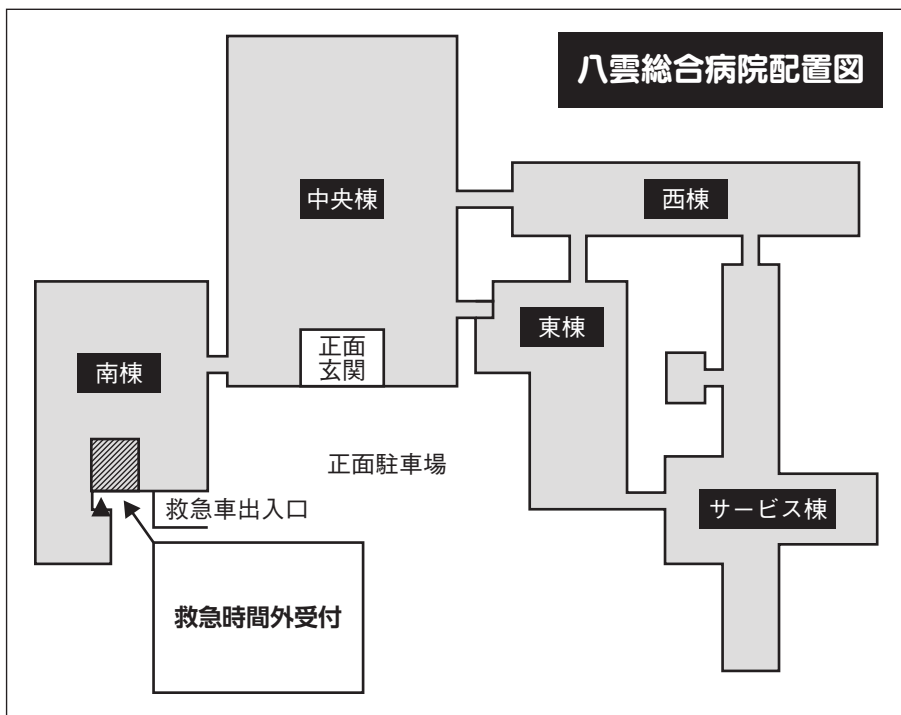 八雲総合病院配置図
中央棟
西棟
東棟
正面
玄関
南棟
正面駐車場
救急車出入口
サービス棟
救急時間外受付